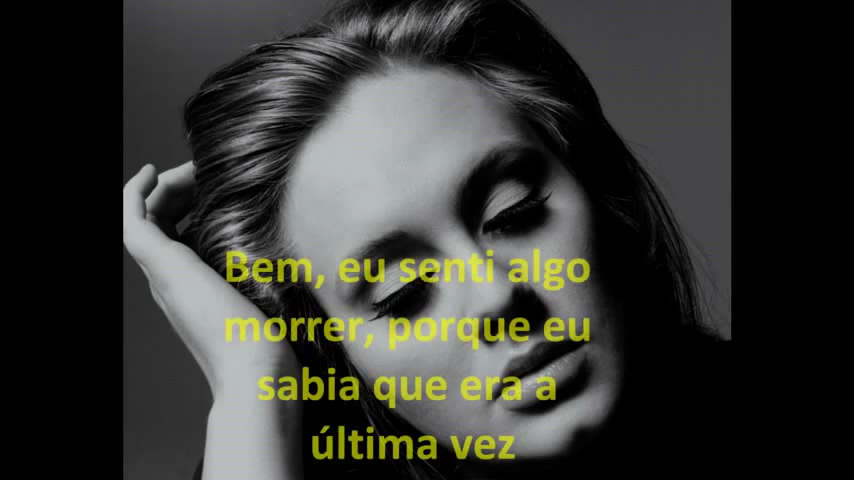 Bem, eu senti algo
morrer, porque eu
sabia que era a
última vez